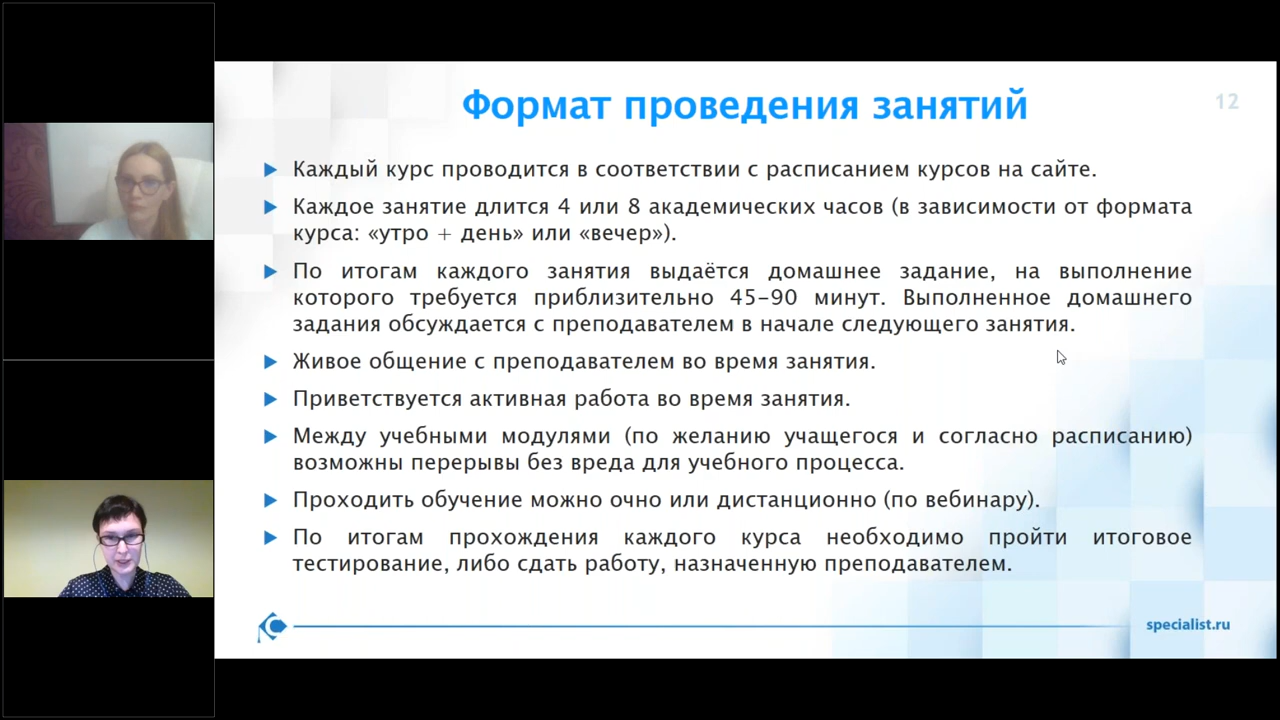 Формат проведения занятий
12
Каждый курс проводится в соответствии с расписанием курсов на сайте.
Каждое занятие длится 4 или 8 академических часов (в зависимости от формата
курса: «утро + день» или «вечер»).
По итогам каждого занятия выдаётся домашнее задание, на выполнение
которого требуется приблизительно 45–90 минут. Выполненное домашнего
задания обсуждается с преподавателем в начале следующего занятия.
Живое общение с преподавателем во время занятия.
Приветствуется активная работа во время занятия.
Между учебными модулями (по желанию учащегося и согласно расписанию)
возможны перерывы без вреда для учебного процесса.
Проходить обучение можно очно или дистанционно (по вебинару).
По итогам прохождения каждого курса необходимо пройти итоговое
тестирование, либо сдать работу, назначенную преподавателем.
specialist.ru